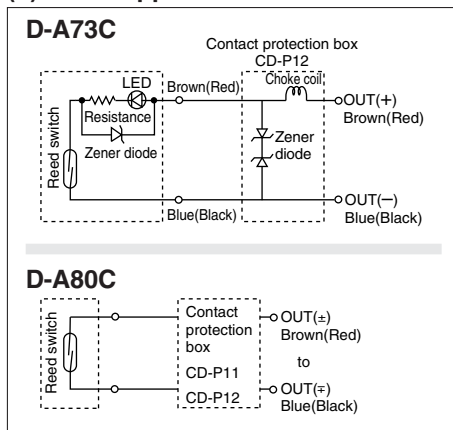 D-A73C
Contact protection box
CD-P12
LED
Brown(Red)
Choke coil
OUT(+)
Brown(Red)
Resistance
Zener diode
Reed switch
Zener
diode
Blue(Black)
OUT(−)
Blue(Black)
D-A80C
Reed switch
Contact
protection
box
CD-P11
CD-P12
OUT(±)
Brown(Red)
to
OUT(∓)
Blue(Black)